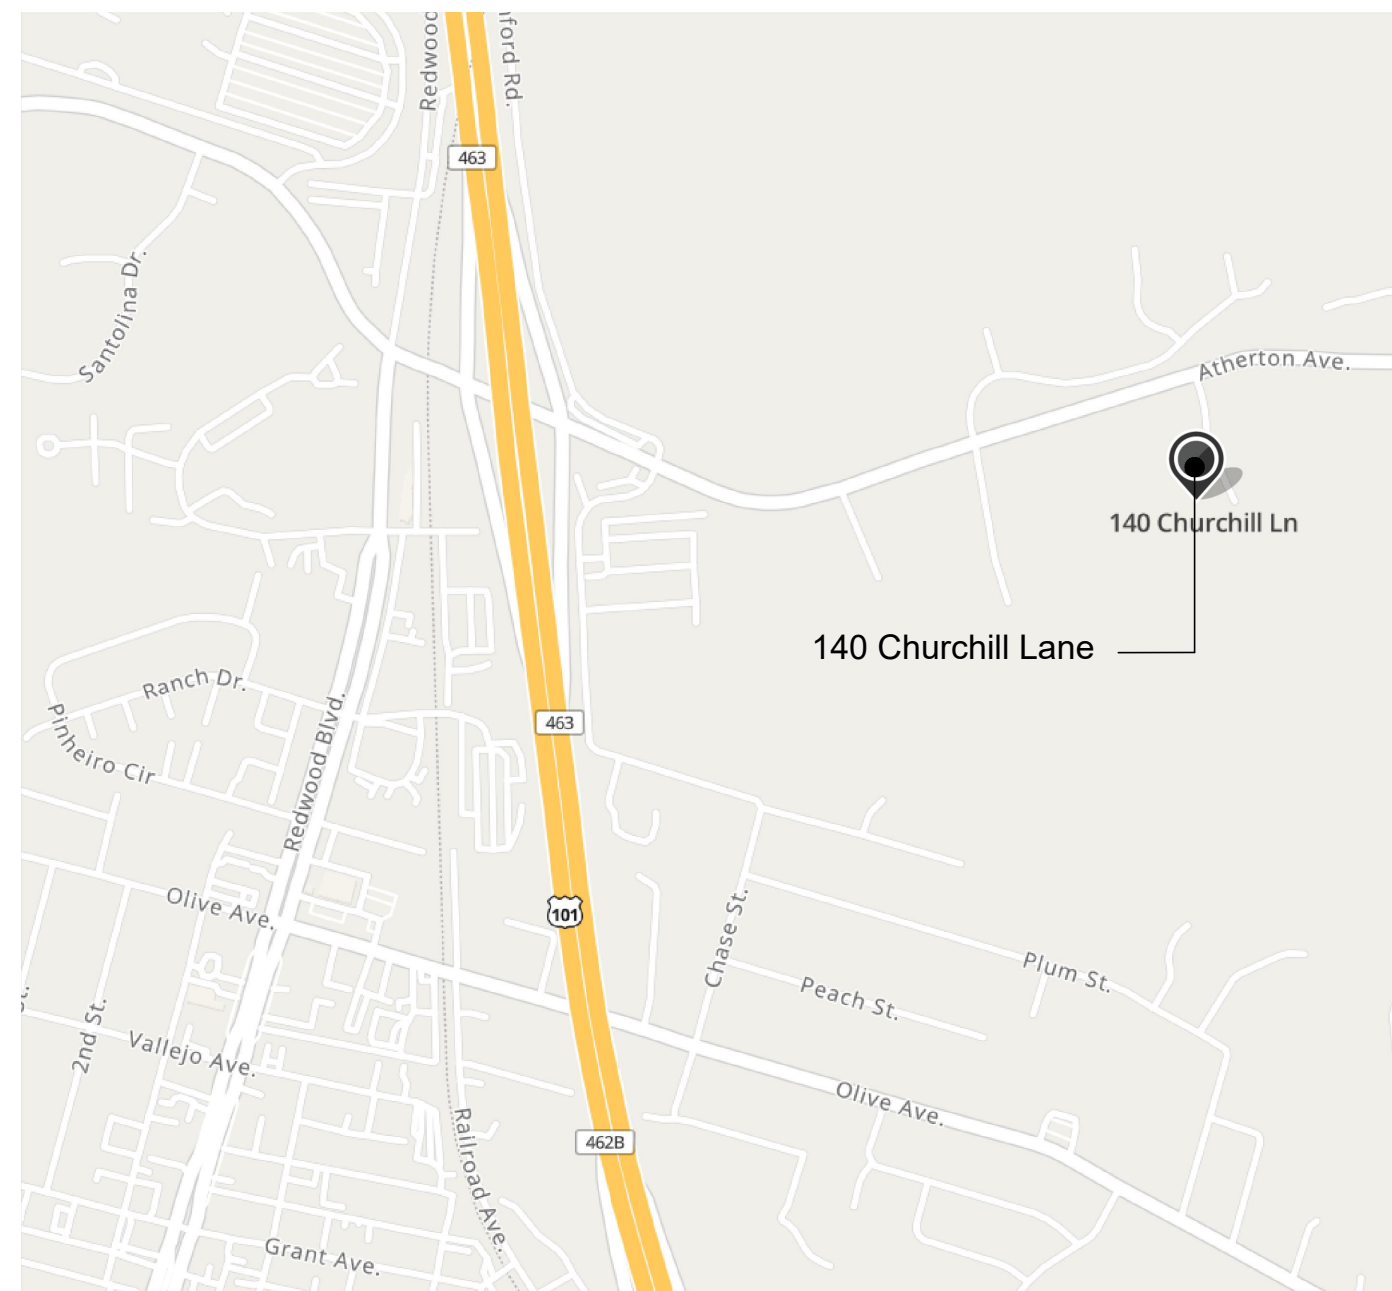 Redwood
nford Rd.
463
Santolina Dr.
Atherton Ave.
140 Churchill Ln
140 Churchill Lane
Ranch Dr.
Pinheiro Cir
Redwood Blvd.
463
Olive Ave.
101
Chase St.
Plum St.
Peach St.
2nd St.
Vallejo Ave.
Olive Ave.
Railroad Ave.
462B
Grant Ave.